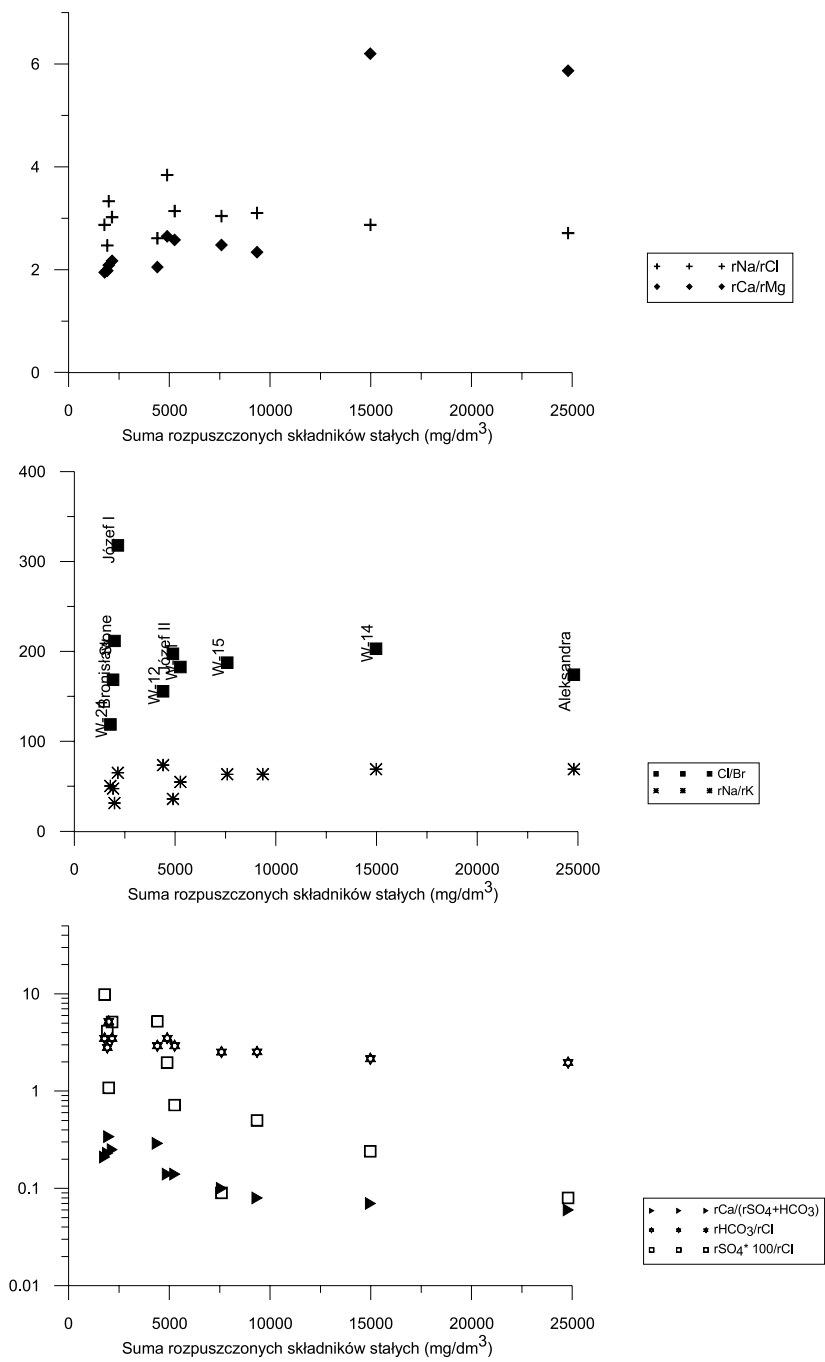 6
4
2
0
rNa/rCl
rCa/rMg
0 5000 10000 15000 20000 25000
Suma rozpuszczonych składników stałych (mg/dm3)
400
300
200
100
0
Józef I
Słone
Bronisław
W-21
W-12
Józef II
W-15
W-14
Aleksandra
Cl/Br
rNa/rK
0 5000 10000 15000 20000 25000
Suma rozpuszczonych składników stałych (mg/dm3)
10
1
0.1
0.01
rCa/(rSO4+HCO3)
rHCO3/rCl
rSO4* 100/rCl
0 5000 10000 15000 20000 25000
Suma rozpuszczonych składników stałych (mg/dm3)